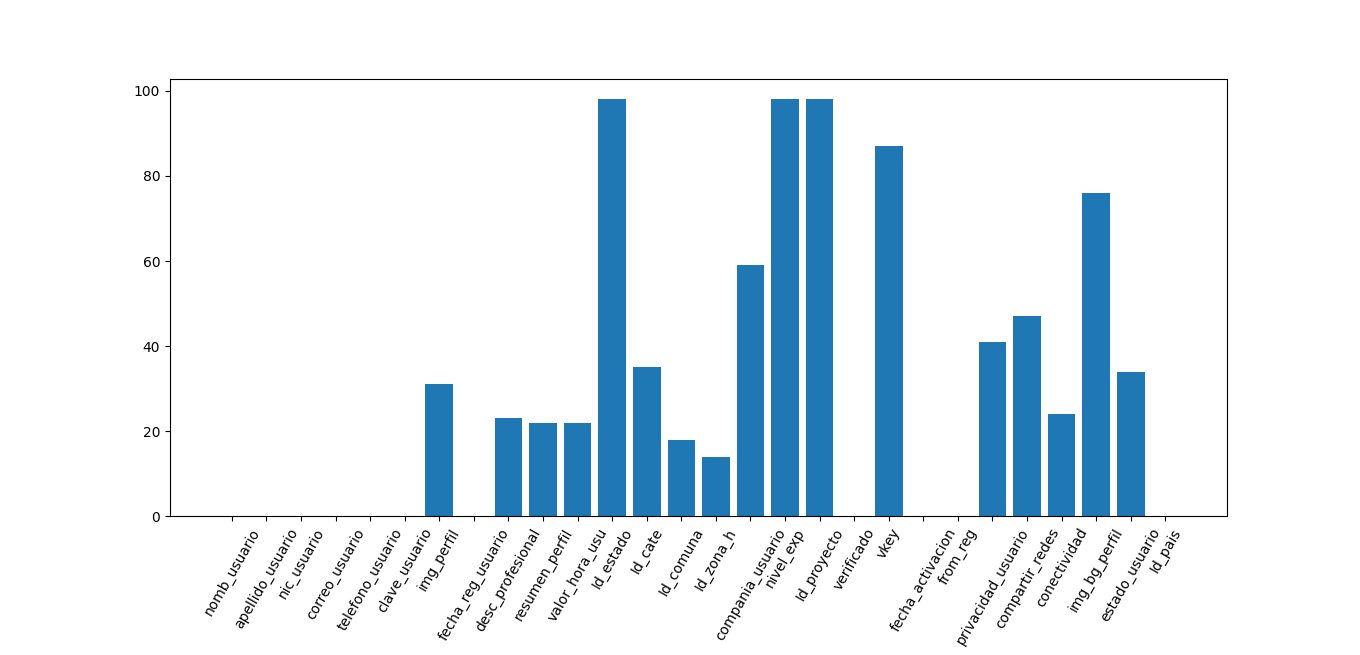 100
80
60
40
20
0
nomb_usuario
apellido_usuario
nic_usuario
correo_usuario
telefono_usuario
clave_usuario
img_perfil
fecha_reg_usuario
desc_profesional
resumen_perfil
valor_hora_usu
Id_estado
Id_cate
Id_comuna
Id_zona_h
compania_usuario
nivel_exp
Id_proyecto
verificado
vkey
fecha_activacion
from_reg
privacidad_usuario
compartir_redes
conectividad
img_bg_perfil
estado_usuario
Id_pais